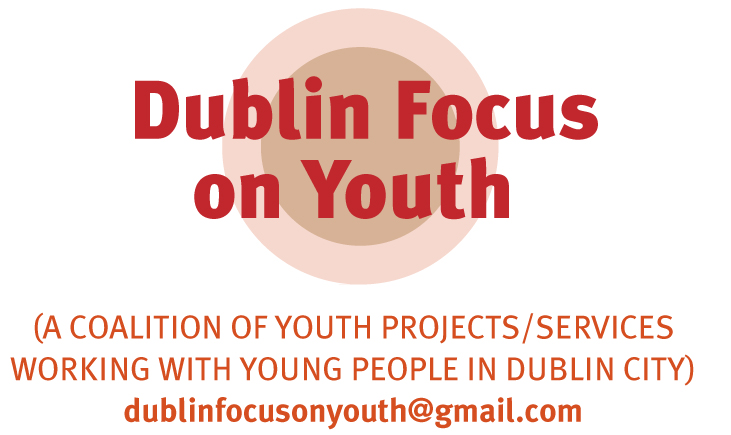 Dublin Focus
on Youth
(A COALITION OF YOUTH PROJECTS/SERVICES
WORKING WITH YOUNG PEOPLE IN DUBLIN CITY)
dublinfocusonyouth@gmail.com